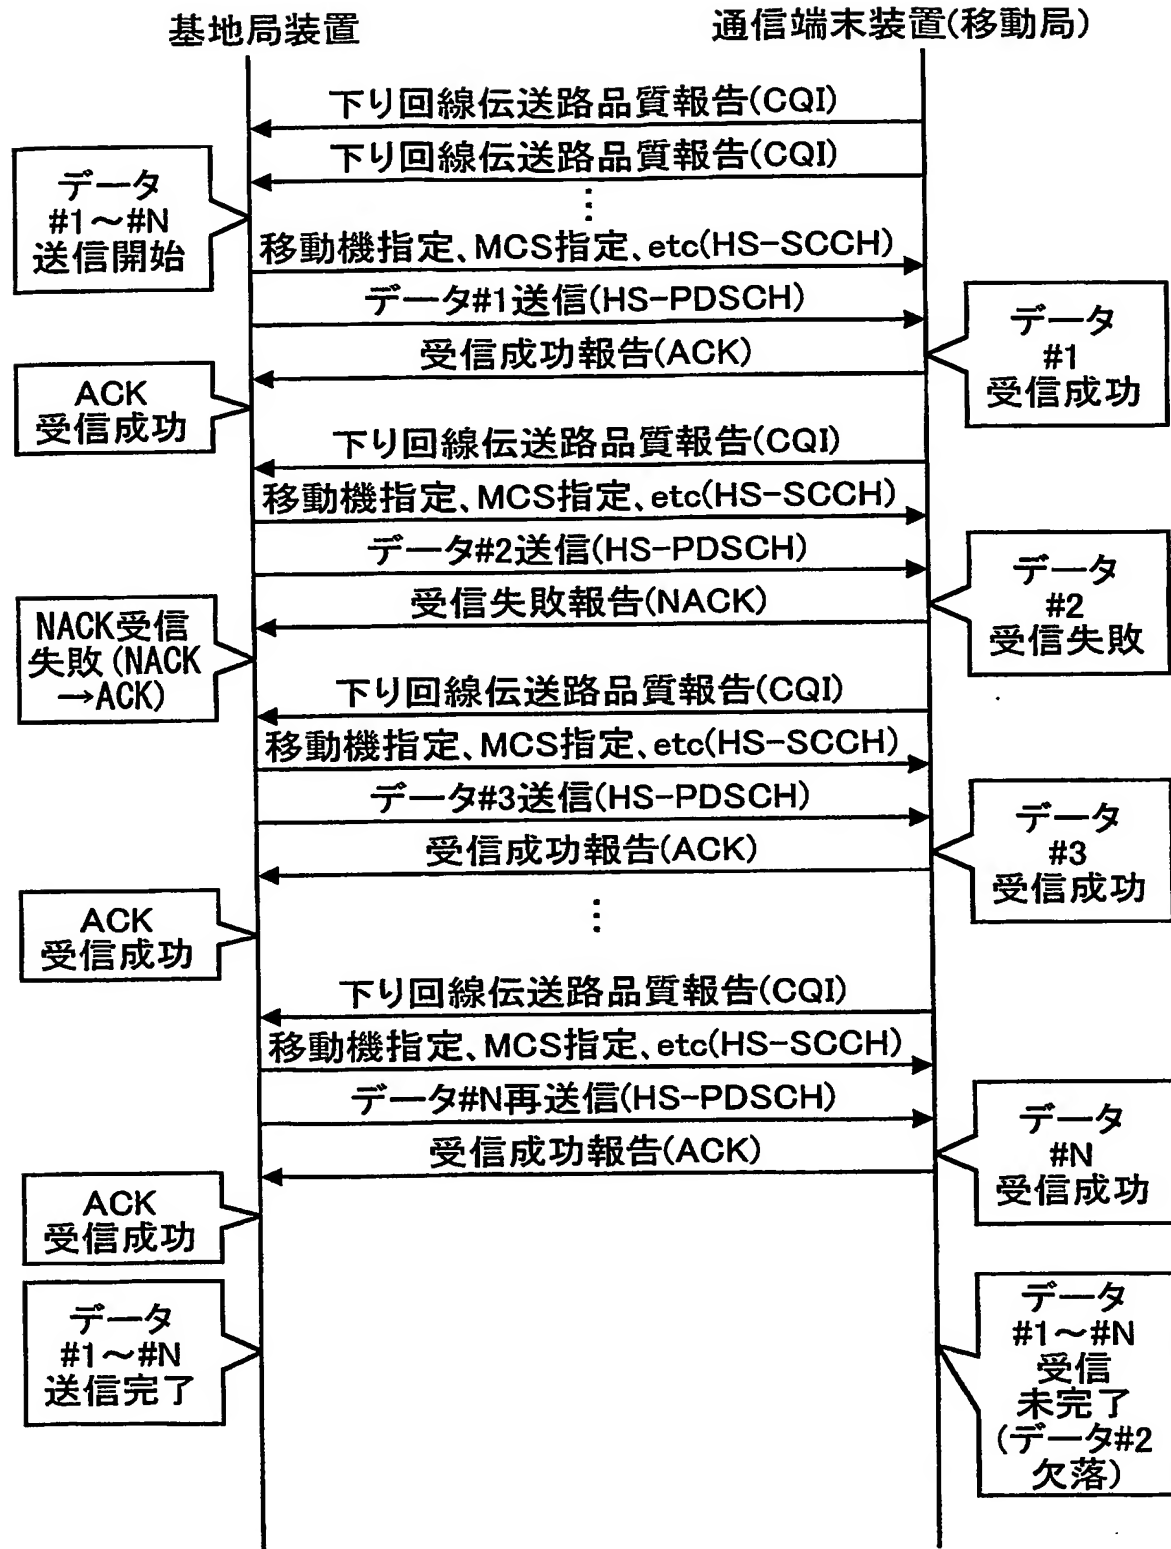 基地局装置
通信端末装置(移動局)
下り回線伝送路品質報告(CQI)
下り回線伝送路品質報告(CQI)
データ
#1～#N
送信開始
移動機指定、MCS指定、etc(HS-SCCH)
データ#1送信(HS-PDSCH)
受信成功報告(ACK)
データ
#1
受信成功
ACK
受信成功
下り回線伝送路品質報告(CQI)
移動機指定、MCS指定、etc(HS-SCCH)
データ#2送信(HS-PDSCH)
受信失敗報告(NACK)
データ
#2
受信失敗
NACK受信
失敗(NACK
→ACK)
下り回線伝送路品質報告(CQI)
移動機指定、MCS指定、etc(HS-SCCH)
データ#3送信(HS-PDSCH)
受信成功報告(ACK)
データ
#3
受信成功
ACK
受信成功
下り回線伝送路品質報告(CQI)
移動機指定、MCS指定、etc(HS-SCCH)
データ#N再送信(HS-PDSCH)
受信成功報告(ACK)
データ
#N
受信成功
ACK
受信成功
データ
#1～#N
送信完了
データ
#1～#N
受信
未完了
(データ#2
欠落)